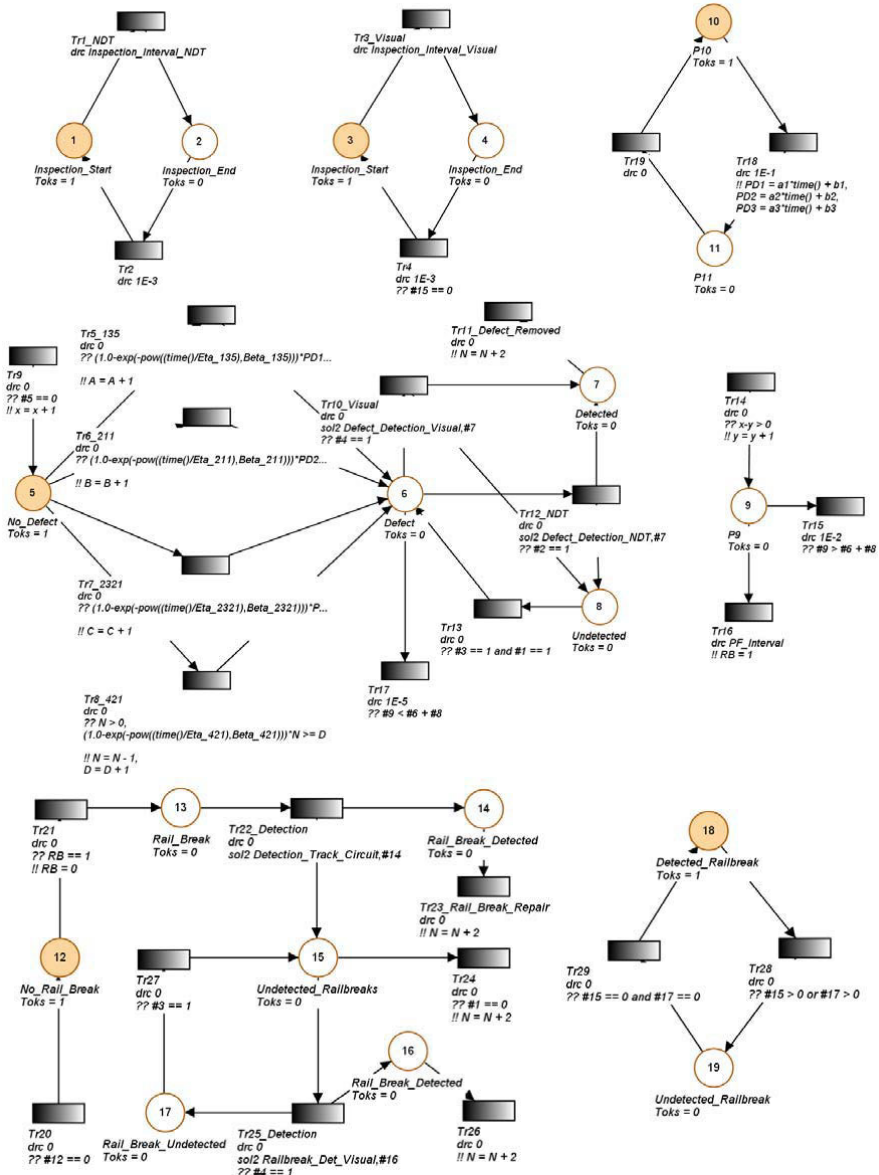 Tr1_NDT
drc Inspection_Interval_NDT
1
Inspection_Start
Toks = 1
2
Inspection_End
Toks = 0
Tr2
drc 1E-3
Tr3_Visual
drc Inspection_Interval_Visual
3
Inspection_Start
Toks = 1
4
Inspection_End
Toks = 0
Tr4
drc 1E-3
?? #15 == 0
10
P10
Toks = 1
Tr19
drc 0
Tr18
drc 1E-1
!! PD1 = a1*time() + b1,
PD2 = a2*time() + b2,
PD3 = a3*time() + b3
11
P11
Toks = 0
Tr5_135
drc 0
?? (1.0-exp(-pow((time()/Eta_135),Beta_135)))*PD1...
!! A = A + 1
Tr9
drc 0
?? #5 == 0
!! x = x + 1
Tr6_211
drc 0
?? (1.0-exp(-pow((time()/Eta_211),Beta_211)))*PD2...
!! B = B + 1
5
No_Defect
Toks = 1
Tr7_2321
drc 0
?? (1.0-exp(-pow((time()/Eta_2321),Beta_2321)))*P...
!! C = C + 1
Tr8_421
drc 0
?? N > 0,
(1.0-exp(-pow((time()/Eta_421),Beta_421)))*N >= D
!! N = N - 1,
D = D + 1
Tr11_Defect_Removed
drc 0
!! N = N + 2
Tr10_Visual
drc 0
sol2 Defect_Detection_Visual,#7
?? #4 == 1
7
Detected
Toks = 0
6
Defect
Toks = 0
Tr12_NDT
drc 0
sol2 Defect_Detection_NDT,#7
?? #2 == 1
Tr13
drc 0
?? #3 == 1 and #1 == 1
8
Undetected
Toks = 0
Tr17
drc 1E-5
?? #9 < #6 + #8
Tr14
drc 0
?? x-y > 0
!! y = y + 1
9
P9
Toks = 0
Tr15
drc 1E-2
?? #9 > #6 + #8
Tr16
drc PF_Interval
!! RB = 1
Tr21
drc 0
?? RB == 1
!! RB = 0
13
Rail_Break
Toks = 0
Tr22_Detection
drc 0
sol2 Detection_Track_Circuit,#14
14
Rail_Break_Detected
Toks = 0
Tr23_Rail_Break_Repair
drc 0
!! N = N + 2
12
No_Rail_Break
Toks = 1
Tr27
drc 0
?? #3 == 1
15
Undetected_Railbreaks
Toks = 0
Tr24
drc 0
?? #1 == 0
!! N = N + 2
16
Rail_Break_Detected
Toks = 0
Tr20
drc 0
?? #12 == 0
17
Rail_Break_Undetected
Toks = 0
Tr25_Detection
drc 0
sol2 Railbreak_Det_Visual,#16
?? #4 == 1
Tr26
drc 0
!! N = N + 2
18
Detected_Railbreak
Toks = 1
Tr29
drc 0
?? #15 == 0 and #17 == 0
Tr28
drc 0
?? #15 > 0 or #17 > 0
19
Undetected_Railbreak
Toks = 0